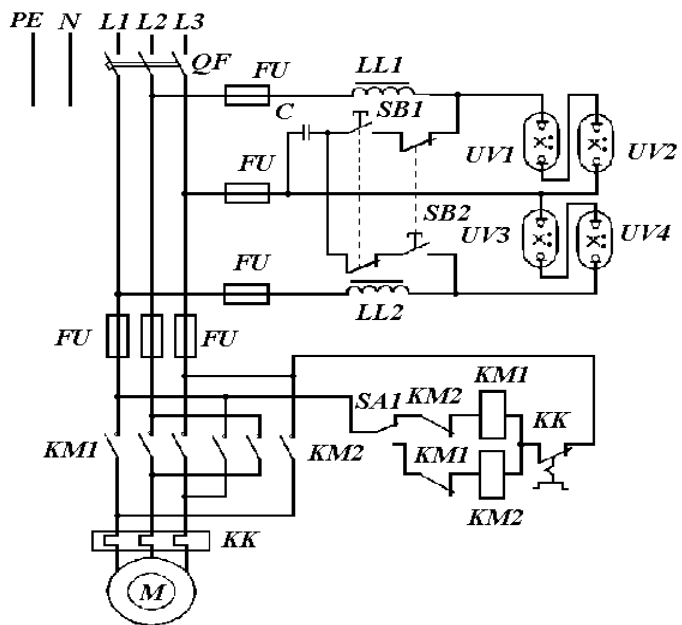 PE N L1 L2 L3
QF FU LL1
C SB1
UV1 UV2
SB2
UV3 UV4
FU
LL2
FU FU
SA1 KM2 KM1 KK
KM1 KM2 KM1
KM2
KK
M